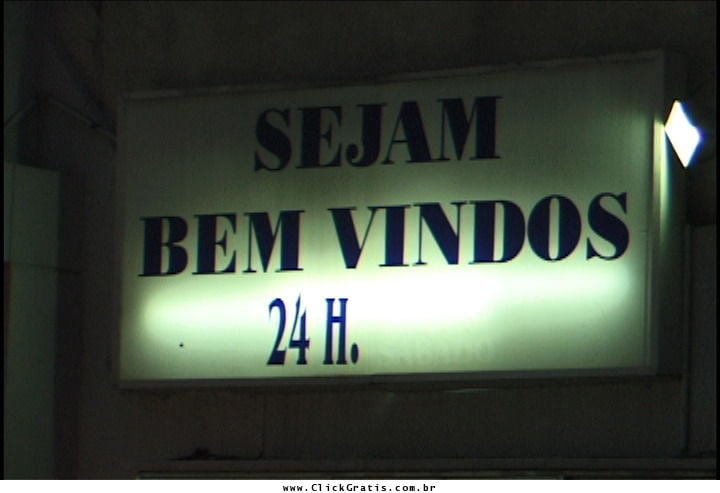 SEJAM
BEM VINDOS
24 H.
www.ClickGratis.com.br